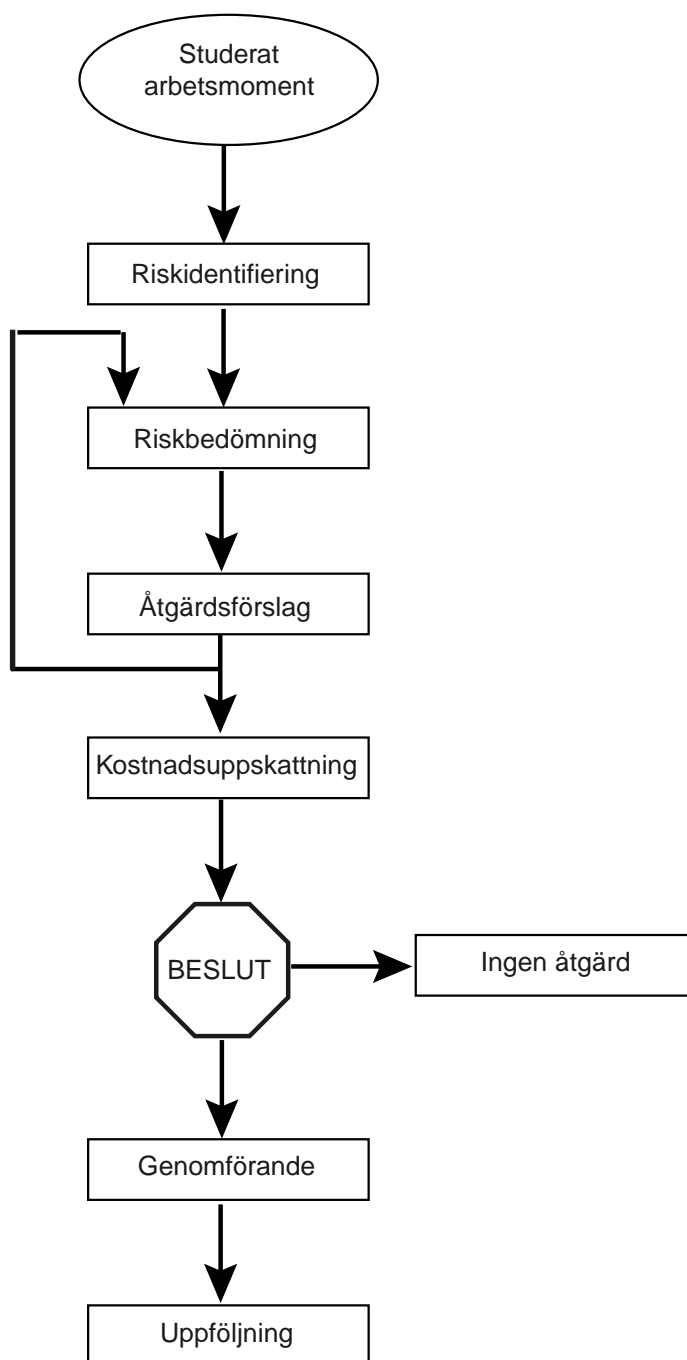 Studerat
arbetsmoment
Riskidentifiering
Riskbedömning
Åtgärdsförslag
Kostnadsuppskattning
BESLUT
Ingen åtgärd
Genomförande
Uppföljning